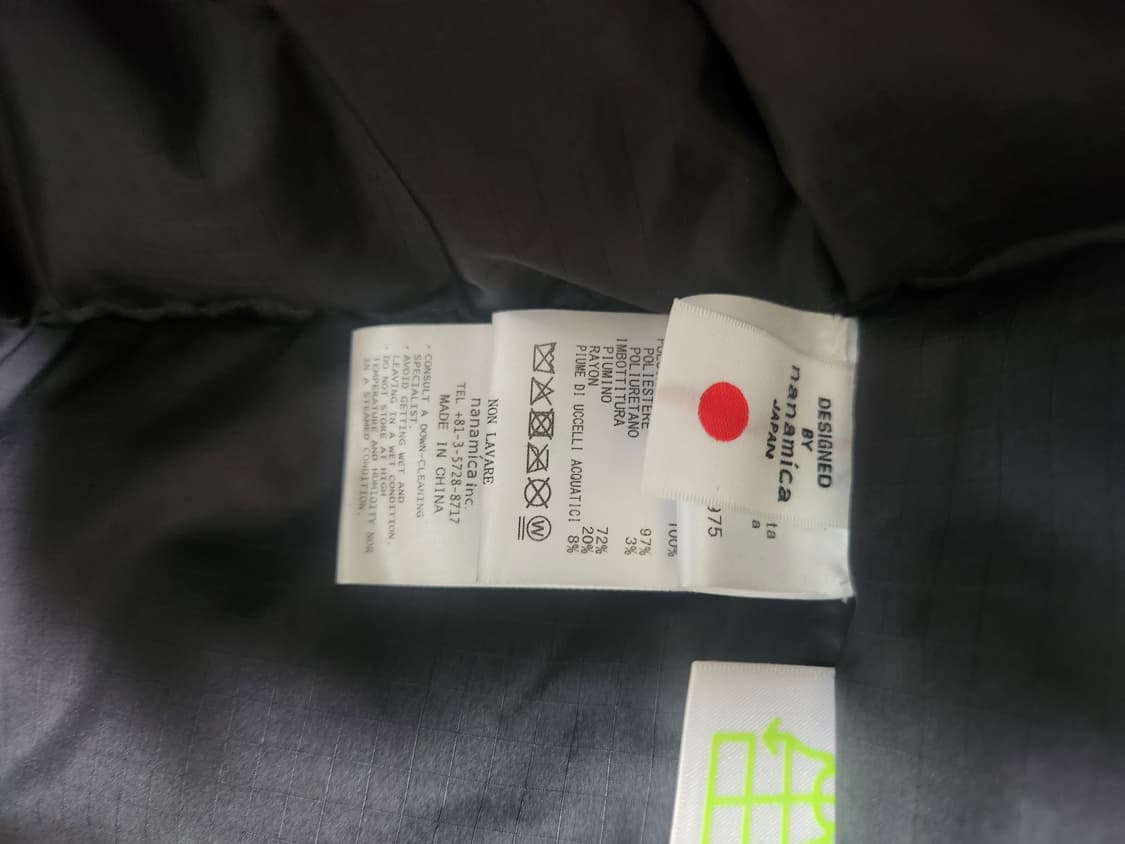 DESIGNED
BY
nanamica
JAPAN
ta
a
975
100%
POLIESTERE 97%
POLIURETANO 3%
IMBOTTITURA
PIUMINO 72%
RAYON 20%
PIUME DI UCCELLI ACQUATICI 8%
W
NON LAVARE
nanamica inc.
TEL +81-3-5728-8717
MADE IN CHINA
・CONSULT A DOWN-CLEANING
SPECIALIST.
・AVOID GETTING WET AND
LEAVING IN A WET CONDITION.
・DO NOT STORE AT HIGH
TEMPERATURE AND HUMIDITY NOR
IN A STEAMED CONDITION.